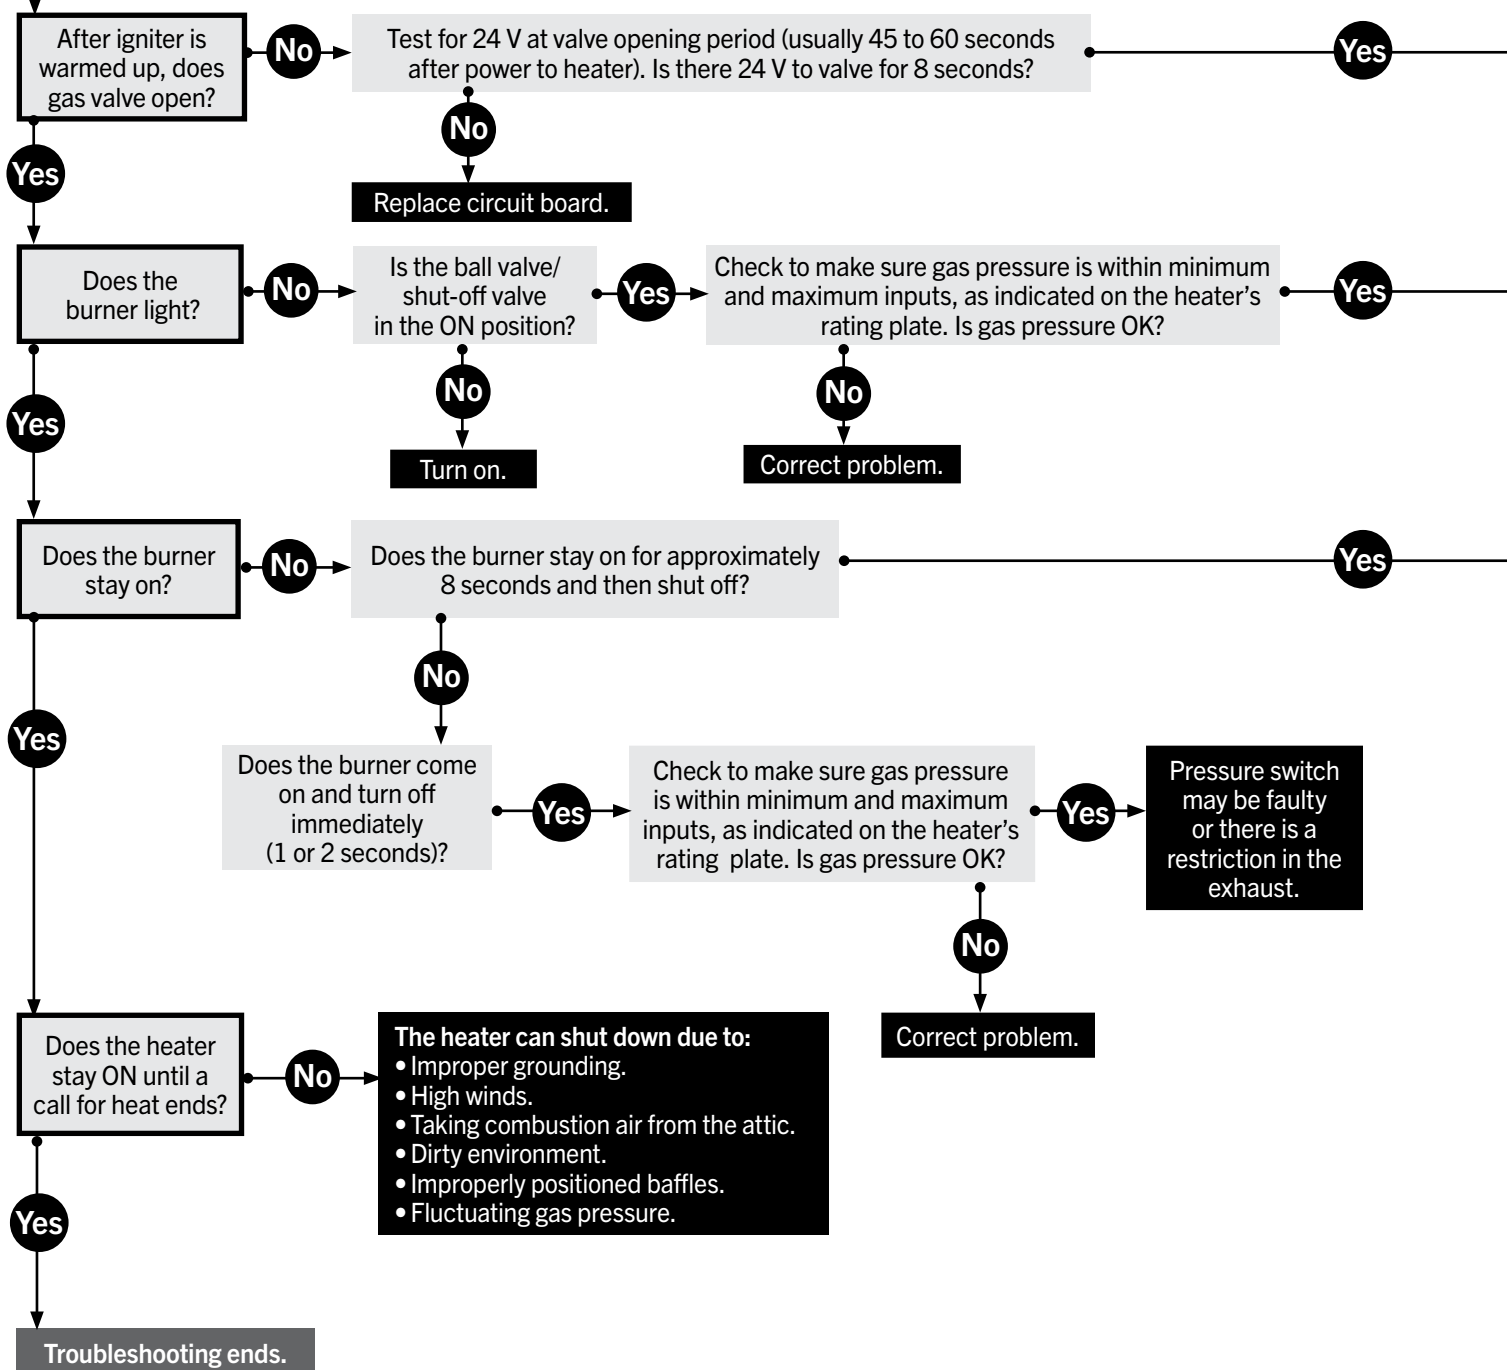 After igniter is
warmed up, does
gas valve open?
No
Test for 24 V at valve opening period (usually 45 to 60 seconds
after power to heater). Is there 24 V to valve for 8 seconds?
Yes
No
Replace circuit board.
Yes
Does the
burner light?
No
Is the ball valve/
shut-off valve
in the ON position?
Yes
Check to make sure gas pressure is within minimum
and maximum inputs, as indicated on the heater's
rating plate. Is gas pressure OK?
Yes
No
Turn on.
No
Correct problem.
Yes
Does the burner
stay on?
No
Does the burner stay on for approximately
8 seconds and then shut off?
Yes
No
Does the burner come
on and turn off
immediately
(1 or 2 seconds)?
Yes
Check to make sure gas pressure
is within minimum and maximum
inputs, as indicated on the heater's
rating plate. Is gas pressure OK?
Yes
Pressure switch
may be faulty
or there is a
restriction in the
exhaust.
No
Correct problem.
Yes
Does the heater
stay ON until a
call for heat ends?
No
The heater can shut down due to:
• Improper grounding.
• High winds.
• Taking combustion air from the attic.
• Dirty environment.
• Improperly positioned baffles.
• Fluctuating gas pressure.
Yes
Troubleshooting ends.